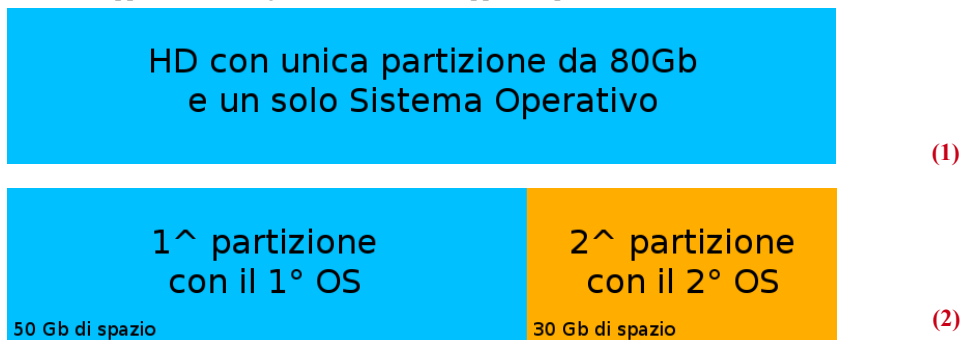 HD con unica partizione da 80Gb
e un solo Sistema Operativo
(1)
1^ partizione
con il 1° OS
50 Gb di spazio
2^ partizione
con il 2° OS
30 Gb di spazio
(2)